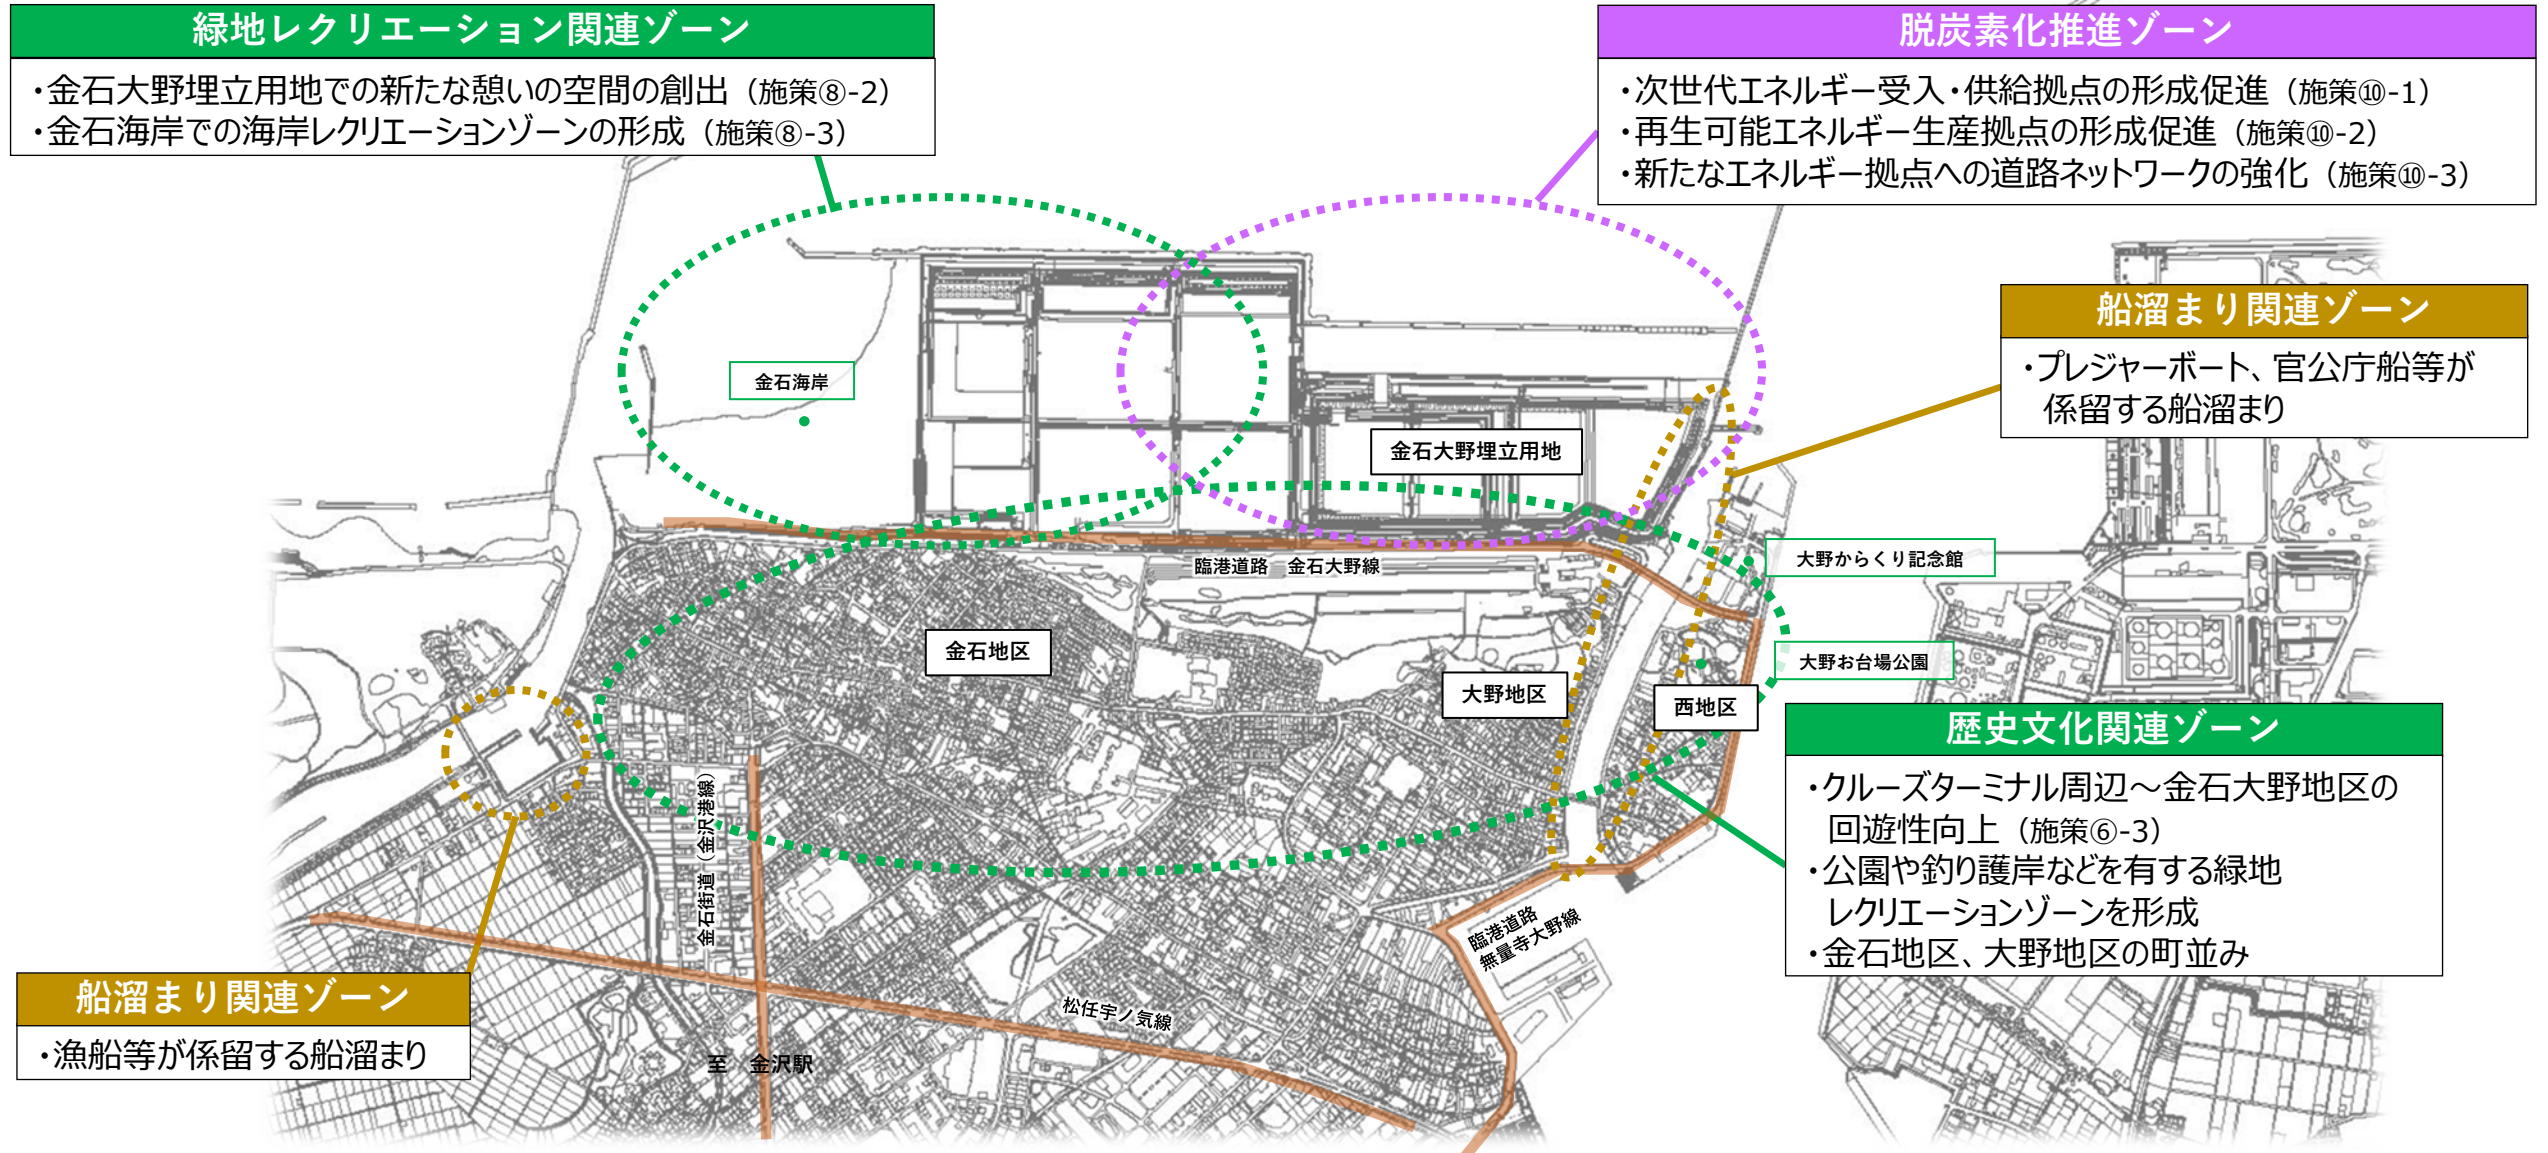 緑地レクリエーション関連ゾーン
・金石大野埋立用地での新たな憩いの空間の創出（施策⑧-2）
・金石海岸での海岸レクリエーションゾーンの形成（施策⑧-3）
脱炭素化推進ゾーン
・次世代エネルギー受入・供給拠点の形成促進（施策⑩-1）
・再生可能エネルギー生産拠点の形成促進（施策⑩-2）
・新たなエネルギー拠点への道路ネットワークの強化（施策⑩-3）
船溜まり関連ゾーン
・プレジャーボート、官公庁船等が
係留する船溜まり
金石海岸
金石大野埋立用地
臨港道路　金石大野線
大野からくり記念館
金石地区
大野お台場公園
大野地区
西地区
歴史文化関連ゾーン
・クルーズターミナル周辺～金石大野地区の
回遊性向上（施策⑥-3）
・公園や釣り護岸などを有する緑地
レクリエーションゾーンを形成
・金石地区、大野地区の町並み
金石街道（金沢港線）
臨港道路
無量寺大野線
船溜まり関連ゾーン
・漁船等が係留する船溜まり
松任宇ノ気線
至　金沢駅